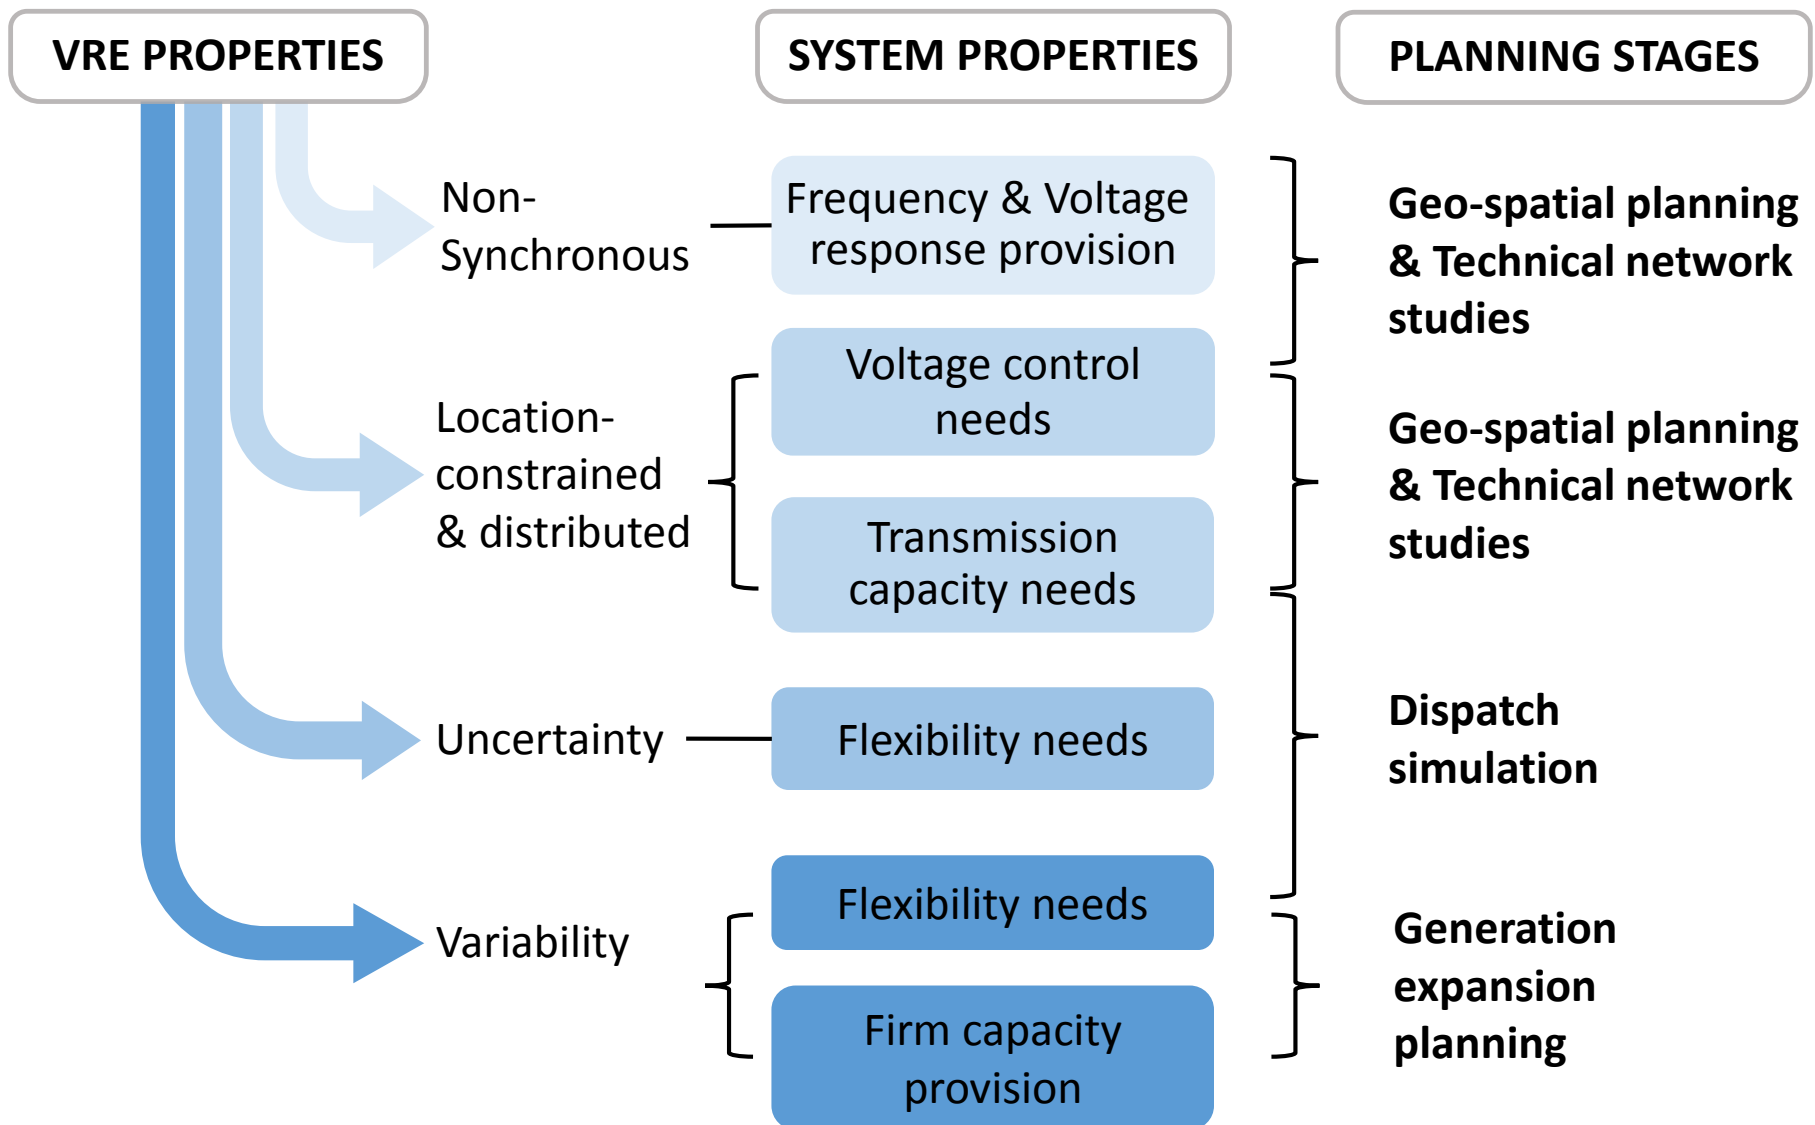 VRE PROPERTIES
SYSTEM PROPERTIES
PLANNING STAGES
Non-
Synchronous
Frequency & Voltage
response provision
Geo-spatial planning
& Technical network
studies
Location-
constrained
& distributed
Voltage control
needs
Transmission
capacity needs
Geo-spatial planning
& Technical network
studies
Uncertainty
Flexibility needs
Dispatch
simulation
Variability
Flexibility needs
Firm capacity
provision
Generation
expansion
planning